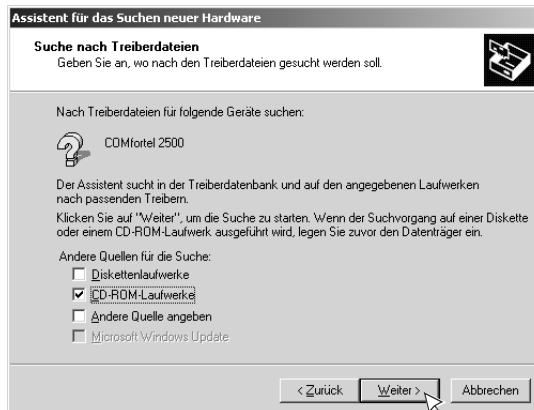 Assistent für das Suchen neuer Hardware
Suche nach Treiberdateien
Geben Sie an, wo nach den Treiberdateien gesucht werden soll.
Nach Treiberdateien für folgende Geräte suchen:
COMfortel 2500
Der Assistent sucht in der Treiberdatenbank und auf den angegebenen Laufwerken
nach passenden Treibern.
Klicken Sie auf "Weiter", um die Suche zu starten. Wenn der Suchvorgang auf einer Diskette
oder einem CD-ROM-Laufwerk ausgeführt wird, legen Sie zuvor den Datenträger ein.
Andere Quellen für die Suche:
Diskettenlaufwerke
CD-ROM-Laufwerke
Andere Quelle angeben
Microsoft Windows Update
< Zurück Weiter > Abbrechen